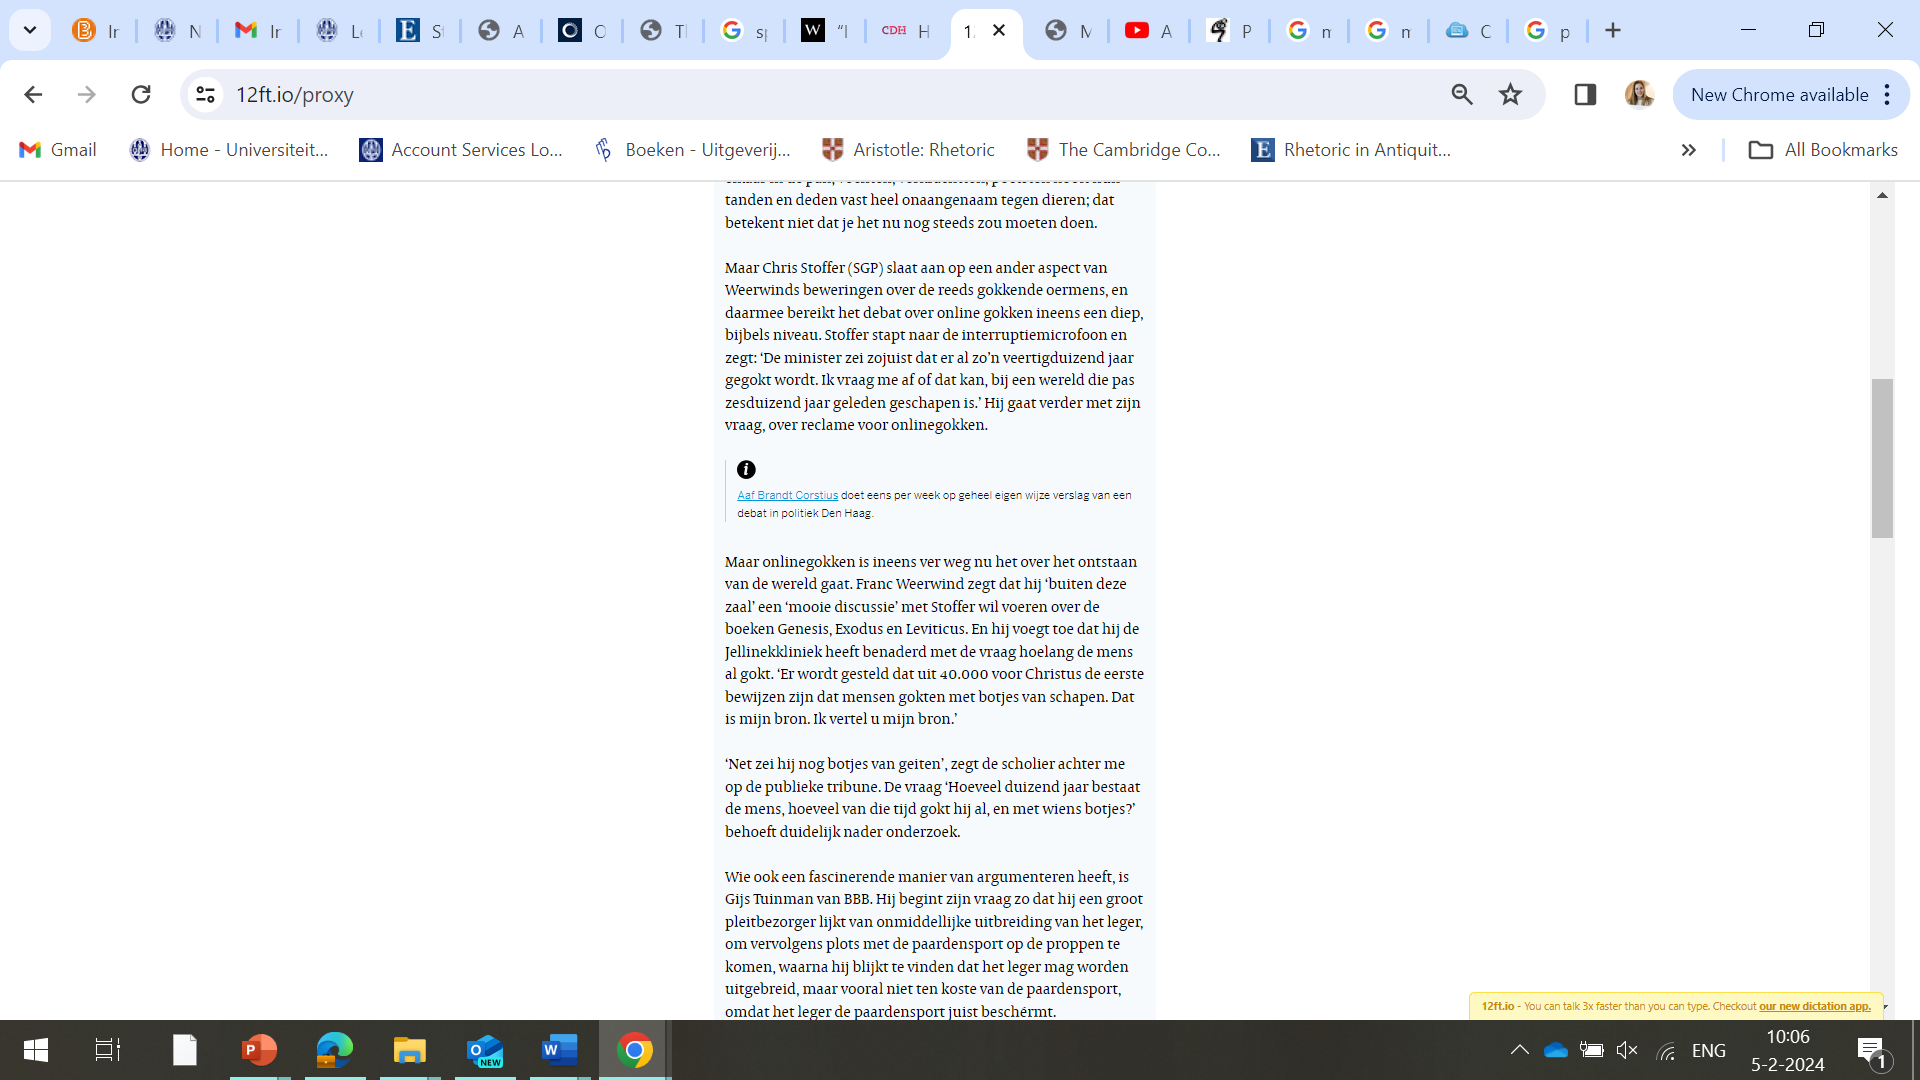 In
N
In
L
S
A
O
T
s
"I
H
1
M
A
P
m
m
C
p
12ft.io/proxy
New Chrome available
Gmail
Home - Universiteit...
Account Services Lo...
Boeken - Uitgeverij...
Aristotle: Rhetoric
The Cambridge Co...
Rhetoric in Antiquit...
All Bookmarks
tanden en deden vast heel onaangenaam tegen dieren; dat
betekent niet dat je het nu nog steeds zou moeten doen.
Maar Chris Stoffer (SGP) slaat aan op een ander aspect van
Weerwinds beweringen over de reeds gokkende oermens, en
daarmee bereikt het debat over online gokken ineens een diep,
bijbels niveau. Stoffer stapt naar de interruptiemicrofoon en
zegt: ‘De minister zei zojuist dat er al zo’n veertigduizend jaar
gegokt wordt. Ik vraag me af of dat kan, bij een wereld die pas
zesduizend jaar geleden geschapen is.’ Hij gaat verder met zijn
vraag, over reclame voor onlinegokken.
Aaf Brandt Corstius doet eens per week op geheel eigen wijze verslag van een
debat in politiek Den Haag.
Maar onlinegokken is ineens ver weg nu het over het ontstaan
van de wereld gaat. Franc Weerwind zegt dat hij ‘buiten deze
zaal’ een ‘mooie discussie’ met Stoffer wil voeren over de
boeken Genesis, Exodus en Leviticus. En hij voegt toe dat hij de
Jellinekkliniek heeft benaderd met de vraag hoelang de mens
al gokt. ‘Er wordt gesteld dat uit 40.000 voor Christus de eerste
bewijzen zijn dat mensen gokten met botjes van schapen. Dat
is mijn bron. Ik vertel u mijn bron.’
‘Net zei hij nog botjes van geiten’, zegt de scholier achter me
op de publieke tribune. De vraag ‘Hoeveel duizend jaar bestaat
de mens, hoeveel van die tijd gokt hij al, en met wiens botjes?’
behoeft duidelijk nader onderzoek.
Wie ook een fascinerende manier van argumenteren heeft, is
Gijs Tuinman van BBB. Hij begint zijn vraag zo dat hij een groot
pleitbezorger lijkt van onmiddellijke uitbreiding van het leger,
om vervolgens plots met de paardensport op de proppen te
komen, waarna hij blijkt te vinden dat het leger mag worden
uitgebreid, maar vooral niet ten koste van de paardensport,
omdat het leger de paardensport juist beschérmt.
12ft.io - You can talk 3x faster than you can type. Checkout our new dictation app.
ENG
10:06
5-2-2024
1